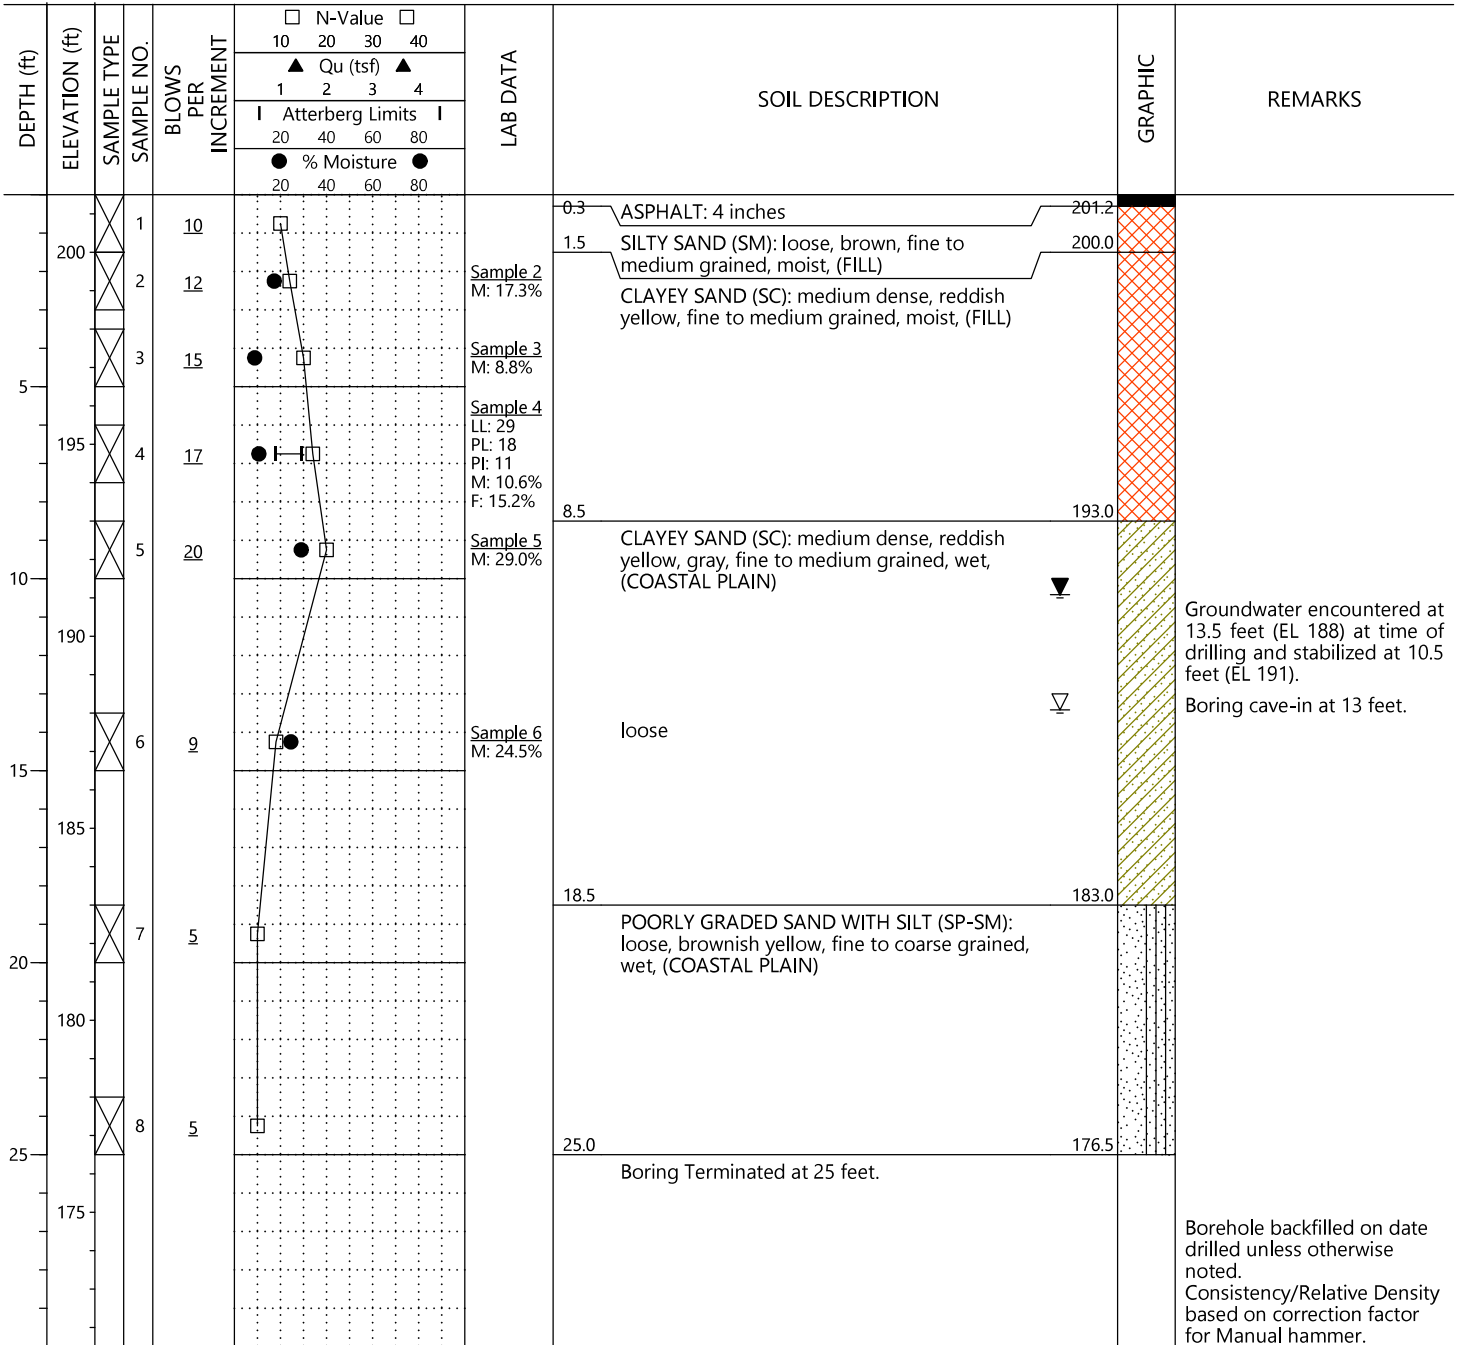 DEPTH (ft)
ELEVATION (ft)
SAMPLE TYPE
SAMPLE NO.
BLOWS
PER
INCREMENT
N-Value
10 20 30 40
Qu (tsf)
1 2 3 4
Atterberg Limits
20 40 60 80
% Moisture
20 40 60 80
LAB DATA
SOIL DESCRIPTION
GRAPHIC
REMARKS
1 10
0.3 ASPHALT: 4 inches 201.2
200
1.5 SILTY SAND (SM): loose, brown, fine to 200.0
medium grained, moist, (FILL)
2 12
Sample 2
M: 17.3%
CLAYEY SAND (SC): medium dense, reddish
yellow, fine to medium grained, moist, (FILL)
3 15
Sample 3
M: 8.8%
5
195
4 17
Sample 4
LL: 29
PL: 18
PI: 11
M: 10.6%
F: 15.2%
8.5 193.0
5 20
Sample 5
M: 29.0%
CLAYEY SAND (SC): medium dense, reddish
yellow, gray, fine to medium grained, wet,
(COASTAL PLAIN)
10
190
Groundwater encountered at
13.5 feet (EL 188) at time of
drilling and stabilized at 10.5
feet (EL 191).
Boring cave-in at 13 feet.
6 9
Sample 6
M: 24.5%
loose
15
185
18.5 183.0
7 5
POORLY GRADED SAND WITH SILT (SP-SM):
loose, brownish yellow, fine to coarse grained,
wet, (COASTAL PLAIN)
20
180
8 5
25
25.0 176.5
Boring Terminated at 25 feet.
175
Borehole backfilled on date
drilled unless otherwise
noted.
Consistency/Relative Density
based on correction factor
for Manual hammer.